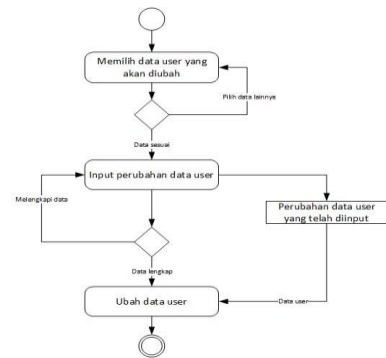 Memilih data user yang
akan diubah
Pilih data lainnya
Data sesuai
Input perubahan data user
Melengkapi data
Perubahan data user
yang telah diinput
Data lengkap
Ubah data user
Data user